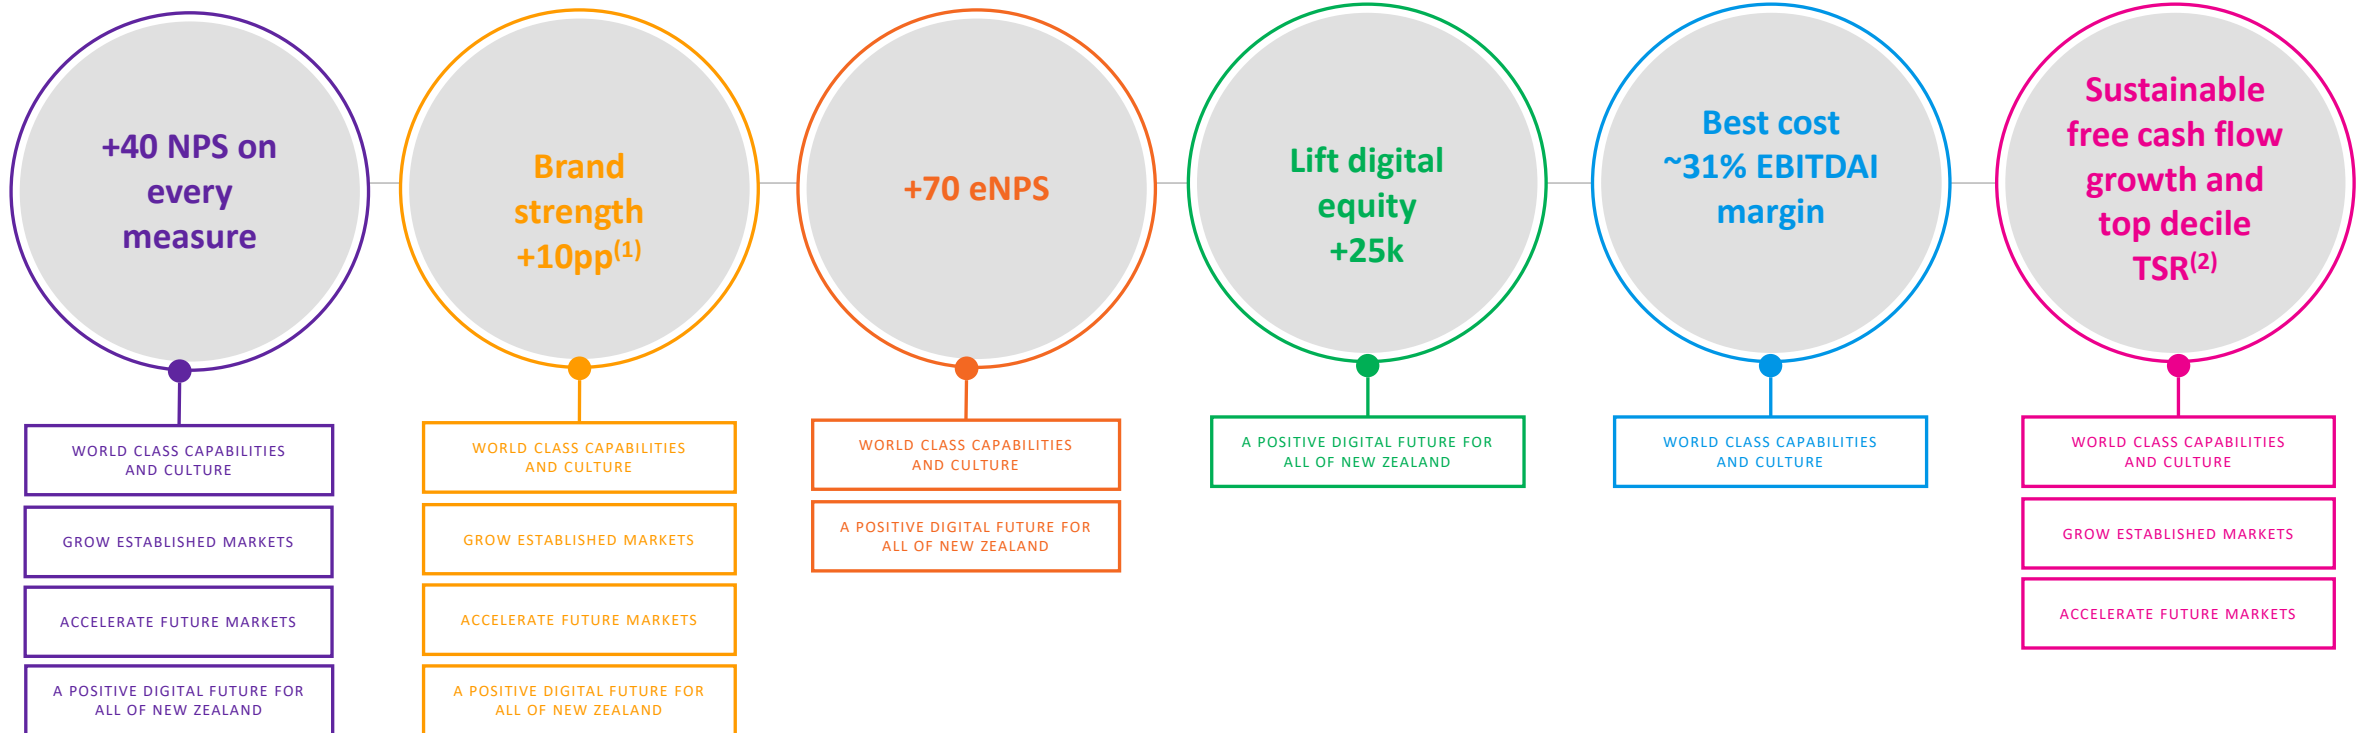 +40 NPS on
every
measure
WORLD CLASS CAPABILITIES
AND CULTURE
GROW ESTABLISHED MARKETS
ACCELERATE FUTURE MARKETS
A POSITIVE DIGITAL FUTURE FOR
ALL OF NEW ZEALAND
Brand
strength
+10pp(1)
WORLD CLASS CAPABILITIES
AND CULTURE
GROW ESTABLISHED MARKETS
ACCELERATE FUTURE MARKETS
A POSITIVE DIGITAL FUTURE FOR
ALL OF NEW ZEALAND
+70 eNPS
WORLD CLASS CAPABILITIES
AND CULTURE
A POSITIVE DIGITAL FUTURE FOR
ALL OF NEW ZEALAND
Lift digital
equity
+25k
A POSITIVE DIGITAL FUTURE FOR
ALL OF NEW ZEALAND
Best cost
~31% EBITDAI
margin
WORLD CLASS CAPABILITIES
AND CULTURE
Sustainable
free cash flow
growth and
top decile
TSR(2)
WORLD CLASS CAPABILITIES
AND CULTURE
GROW ESTABLISHED MARKETS
ACCELERATE FUTURE MARKETS